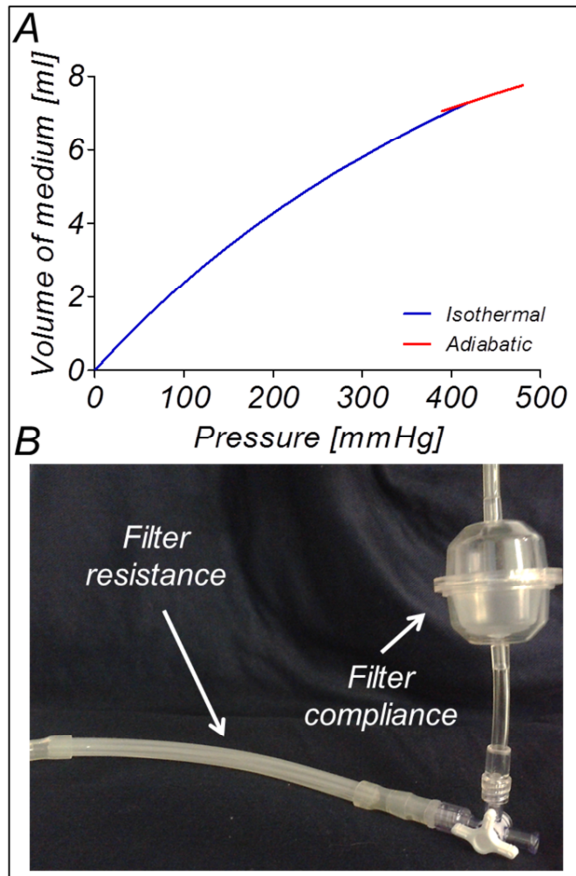 A
Volume of medium [ml]
8
6
4
2
0
Isothermal
Adiabatic
0 100 200 300 400 500
Pressure [mmHg]
B
Filter
resistance
Filter
compliance